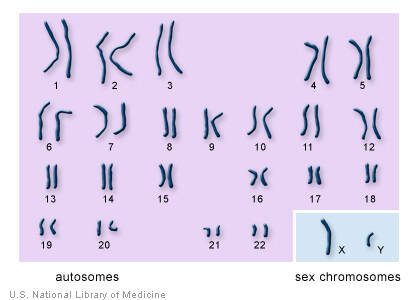 1 2 3 4 5
6 7 8 9 10 11 12
13 14 15 16 17 18
19 20 21 22 X Y
autosomes sex chromosomes
U.S. National Library of Medicine